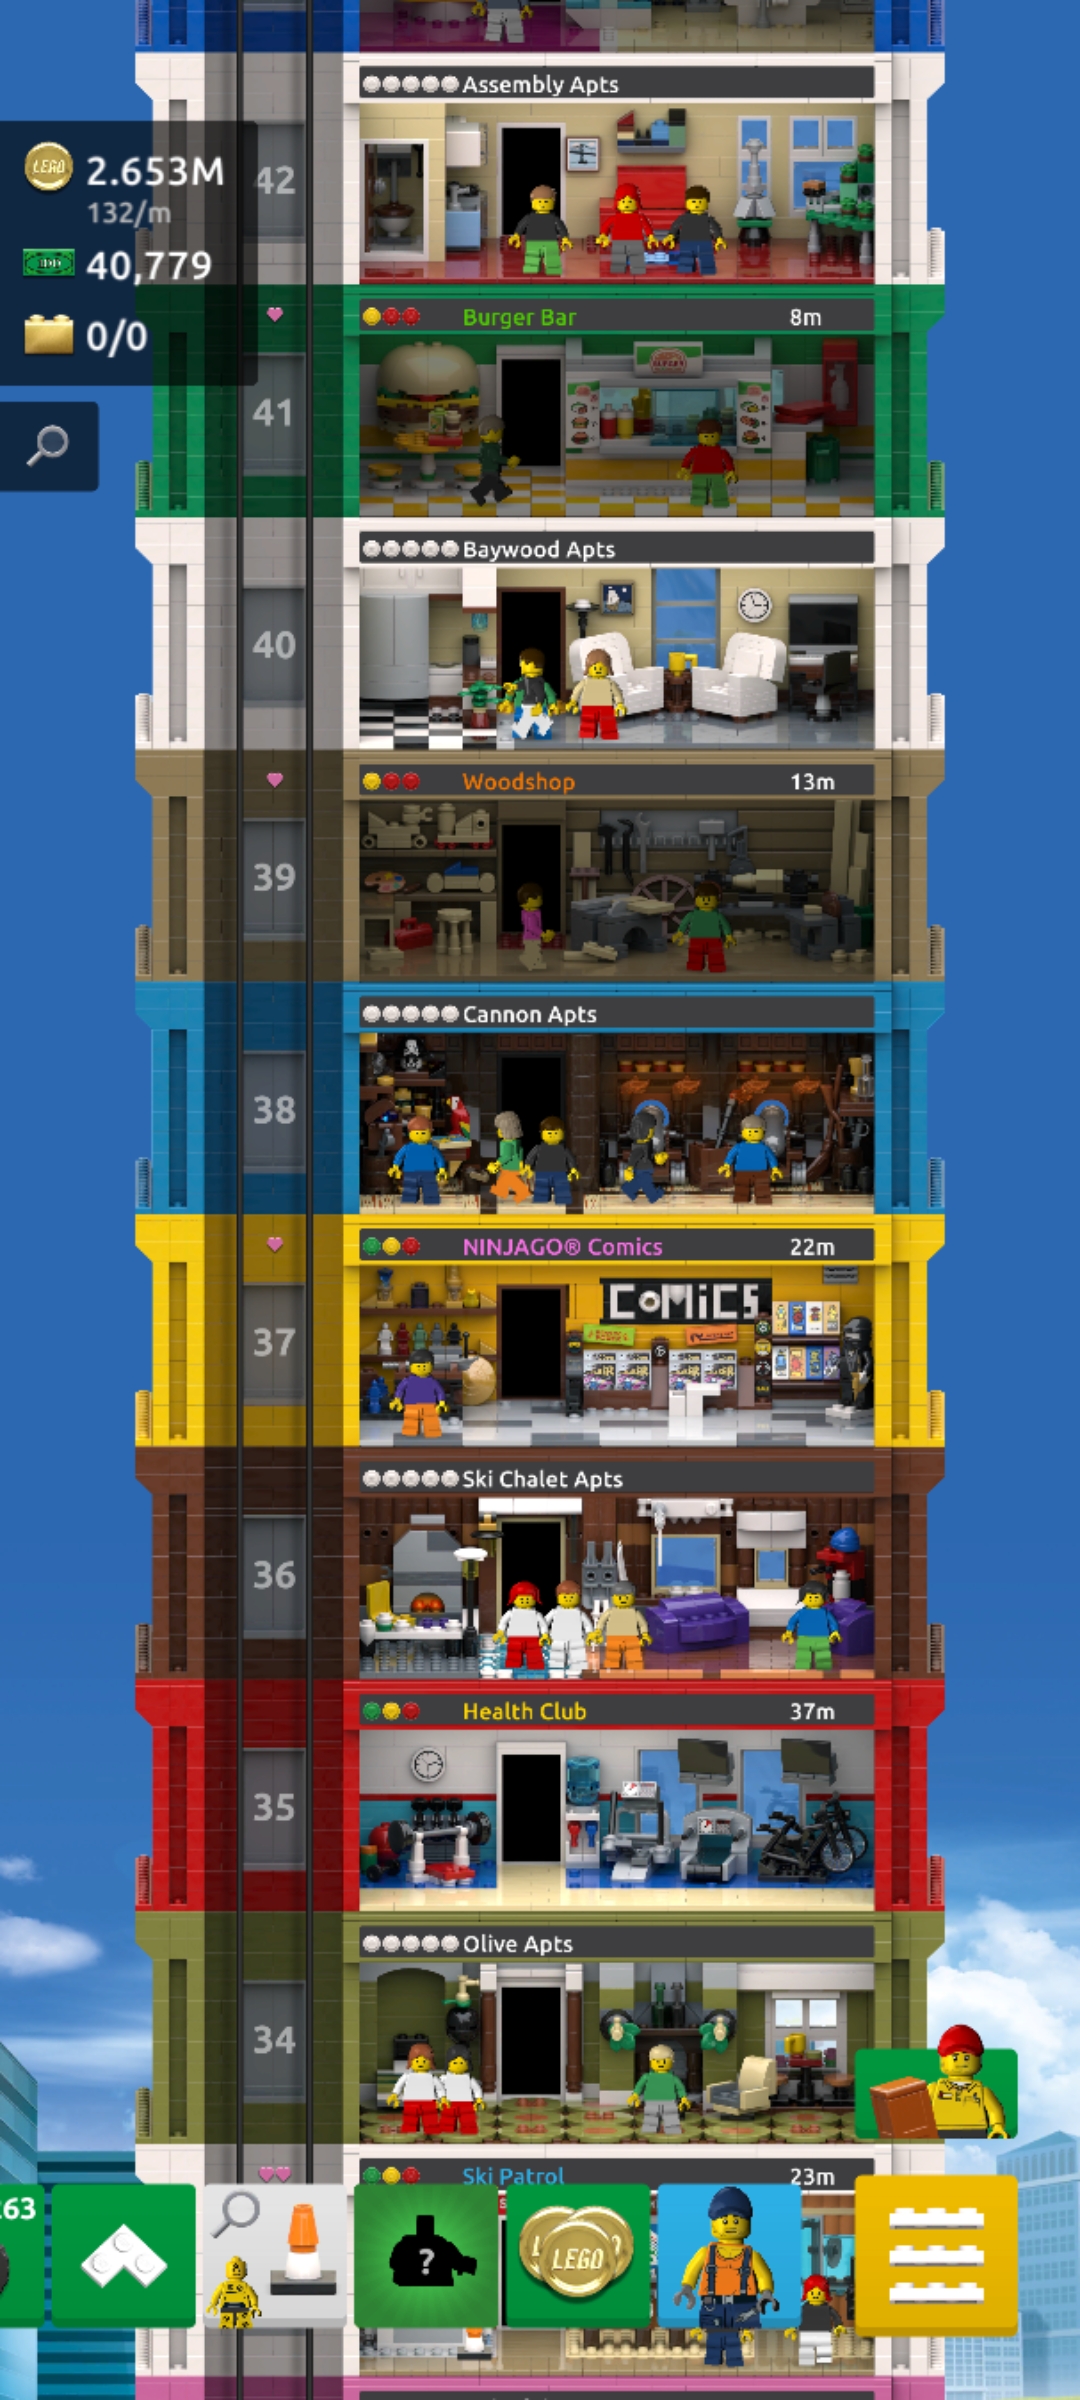 Assembly Apts
LEGO 2.653M
132/m
42
40,779
0/0
Burger Bar 8m
41
Baywood Apts
40
Woodshop 13m
39
Cannon Apts
38
NINJAGO® Comics 22m
COMiCS
37
Ski Chalet Apts
36
Health Club 37m
35
Olive Apts
34
Ski Patrol 23m
63
?
LEGO